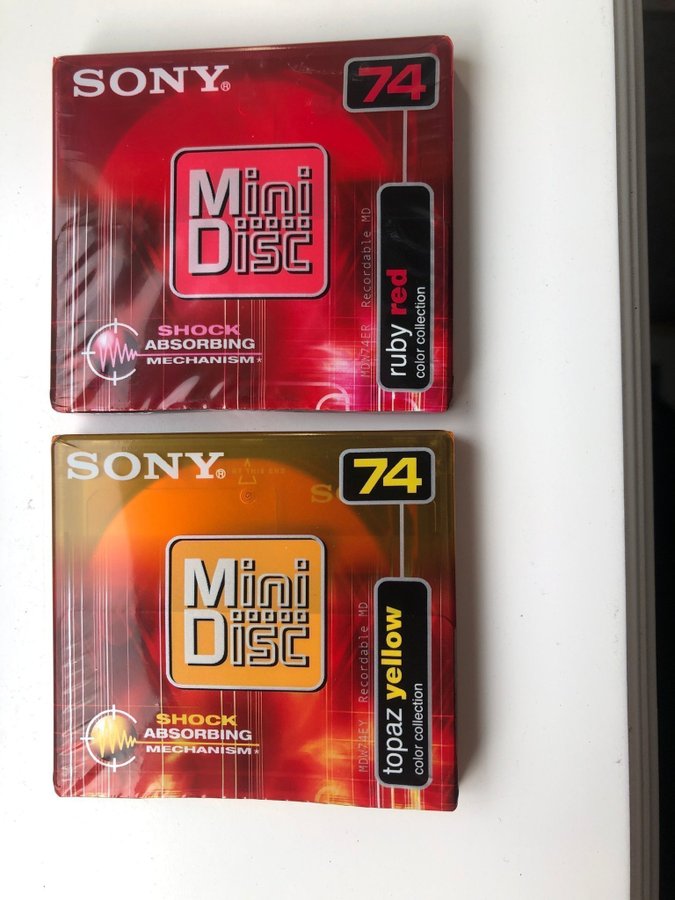 SONY®
74
Mini
Disc
SHOCK
ABSORBING
MECHANISM*
MDW74ER Recordable MD
ruby red
color collection
SONY®
74
Mini
Disc
SHOCK
ABSORBING
MECHANISM*
MDW74EY Recordable MD
topaz yellow
color collection